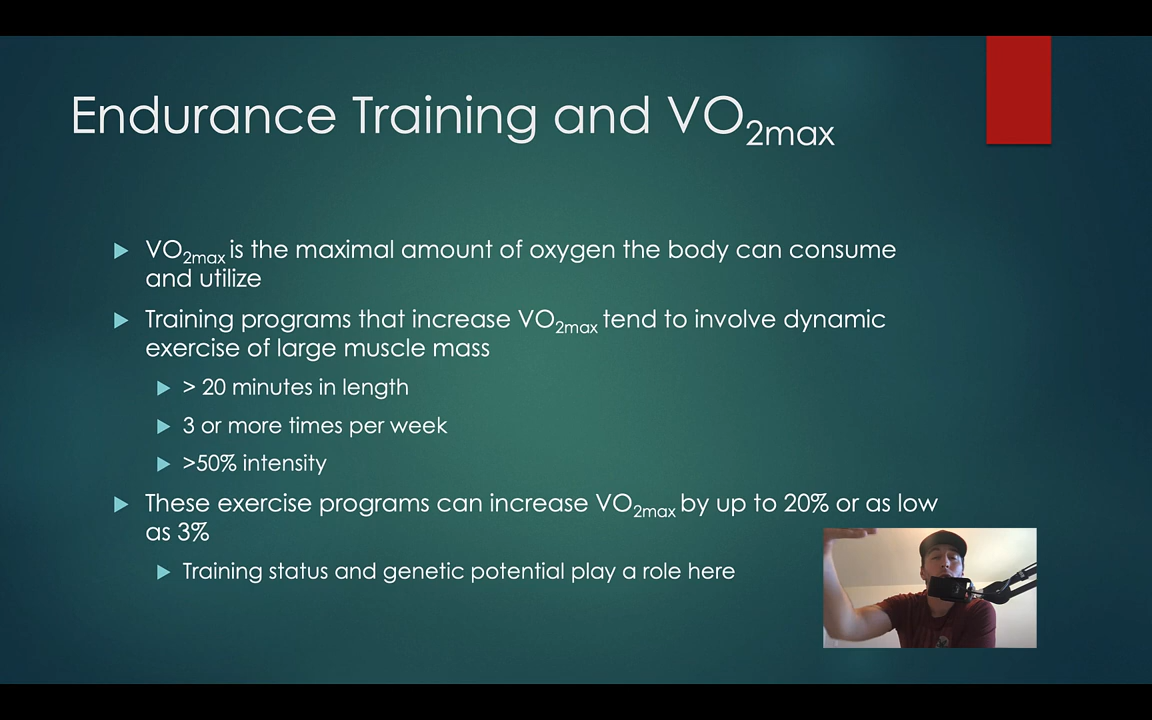 Endurance Training and VO2max
VO2max is the maximal amount of oxygen the body can consume
and utilize
Training programs that increase VO2max tend to involve dynamic
exercise of large muscle mass
> 20 minutes in length
3 or more times per week
>50% intensity
These exercise programs can increase VO2max by up to 20% or as low
as 3%
Training status and genetic potential play a role here